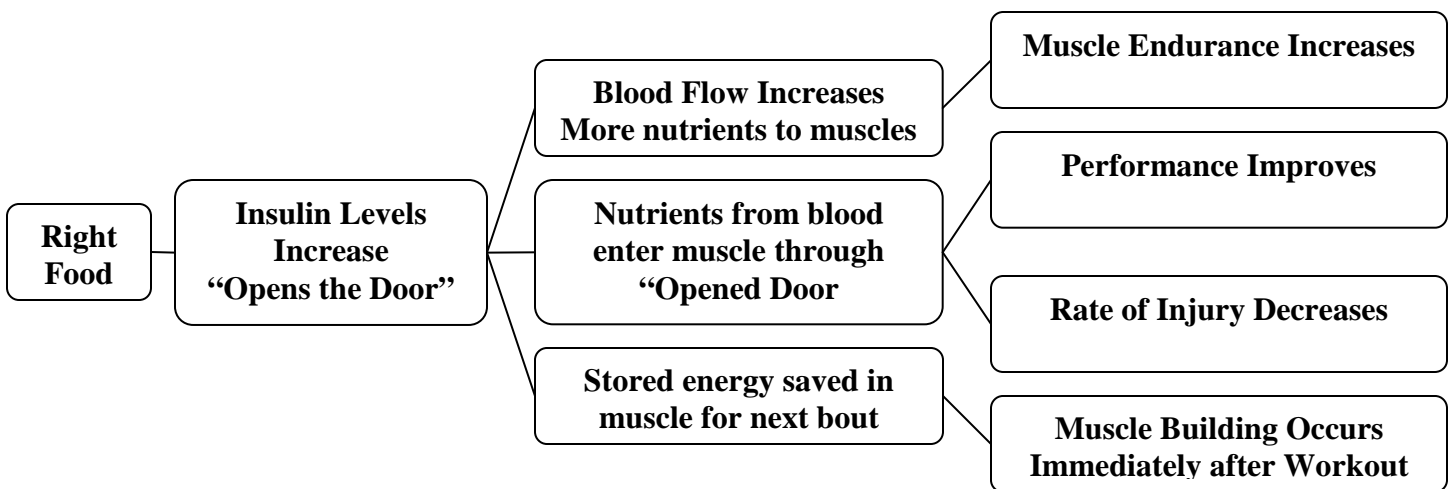 Right
Food
Insulin Levels
Increase
“Opens the Door”
Blood Flow Increases
More nutrients to muscles
Nutrients from blood
enter muscle through
“Opened Door
Stored energy saved in
muscle for next bout
Muscle Endurance Increases
Performance Improves
Rate of Injury Decreases
Muscle Building Occurs
Immediately after Workout